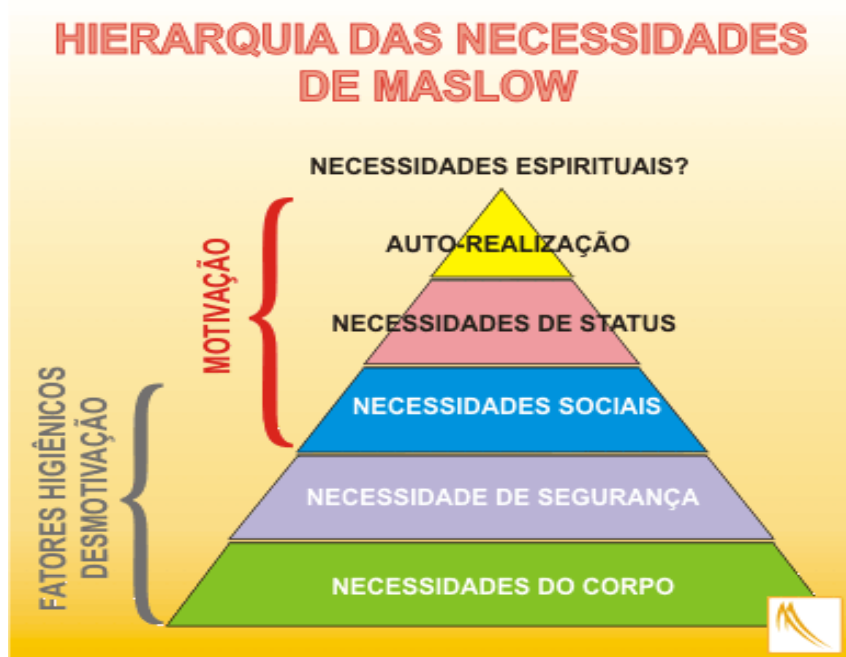 HIERARQUIA DAS NECESSIDADES
DE MASLOW
NECESSIDADES ESPIRITUAIS?
AUTO-REALIZAÇÃO
NECESSIDADES DE STATUS
NECESSIDADES SOCIAIS
NECESSIDADE DE SEGURANÇA
NECESSIDADES DO CORPO
MOTIVAÇÃO
FATORES HIGIÊNICOS
DESMOTIVAÇÃO